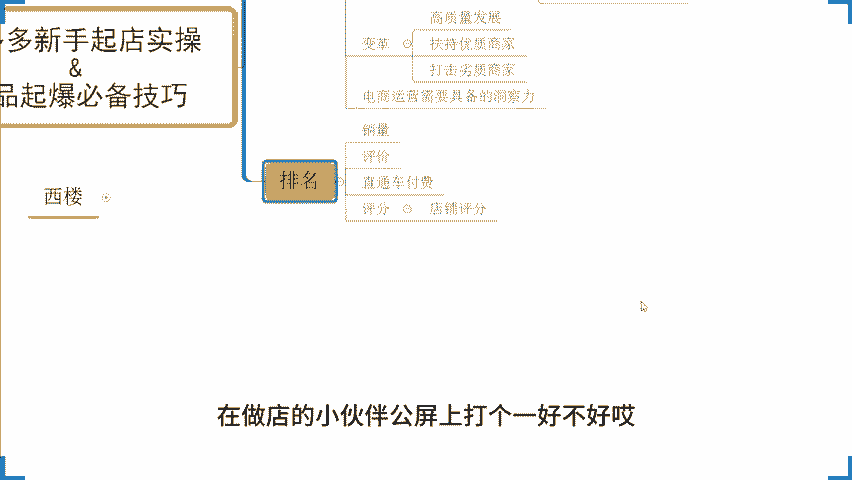 多新手起店实操
&
品起爆必备技巧
西楼
高质量发展
变革
扶持优质商家
打击劣质商家
电商运营需要具备的洞察力
销量
评价
排名
直通车付费
评分
店铺评分
在做店的小伙伴公屏上打个一好不好哎